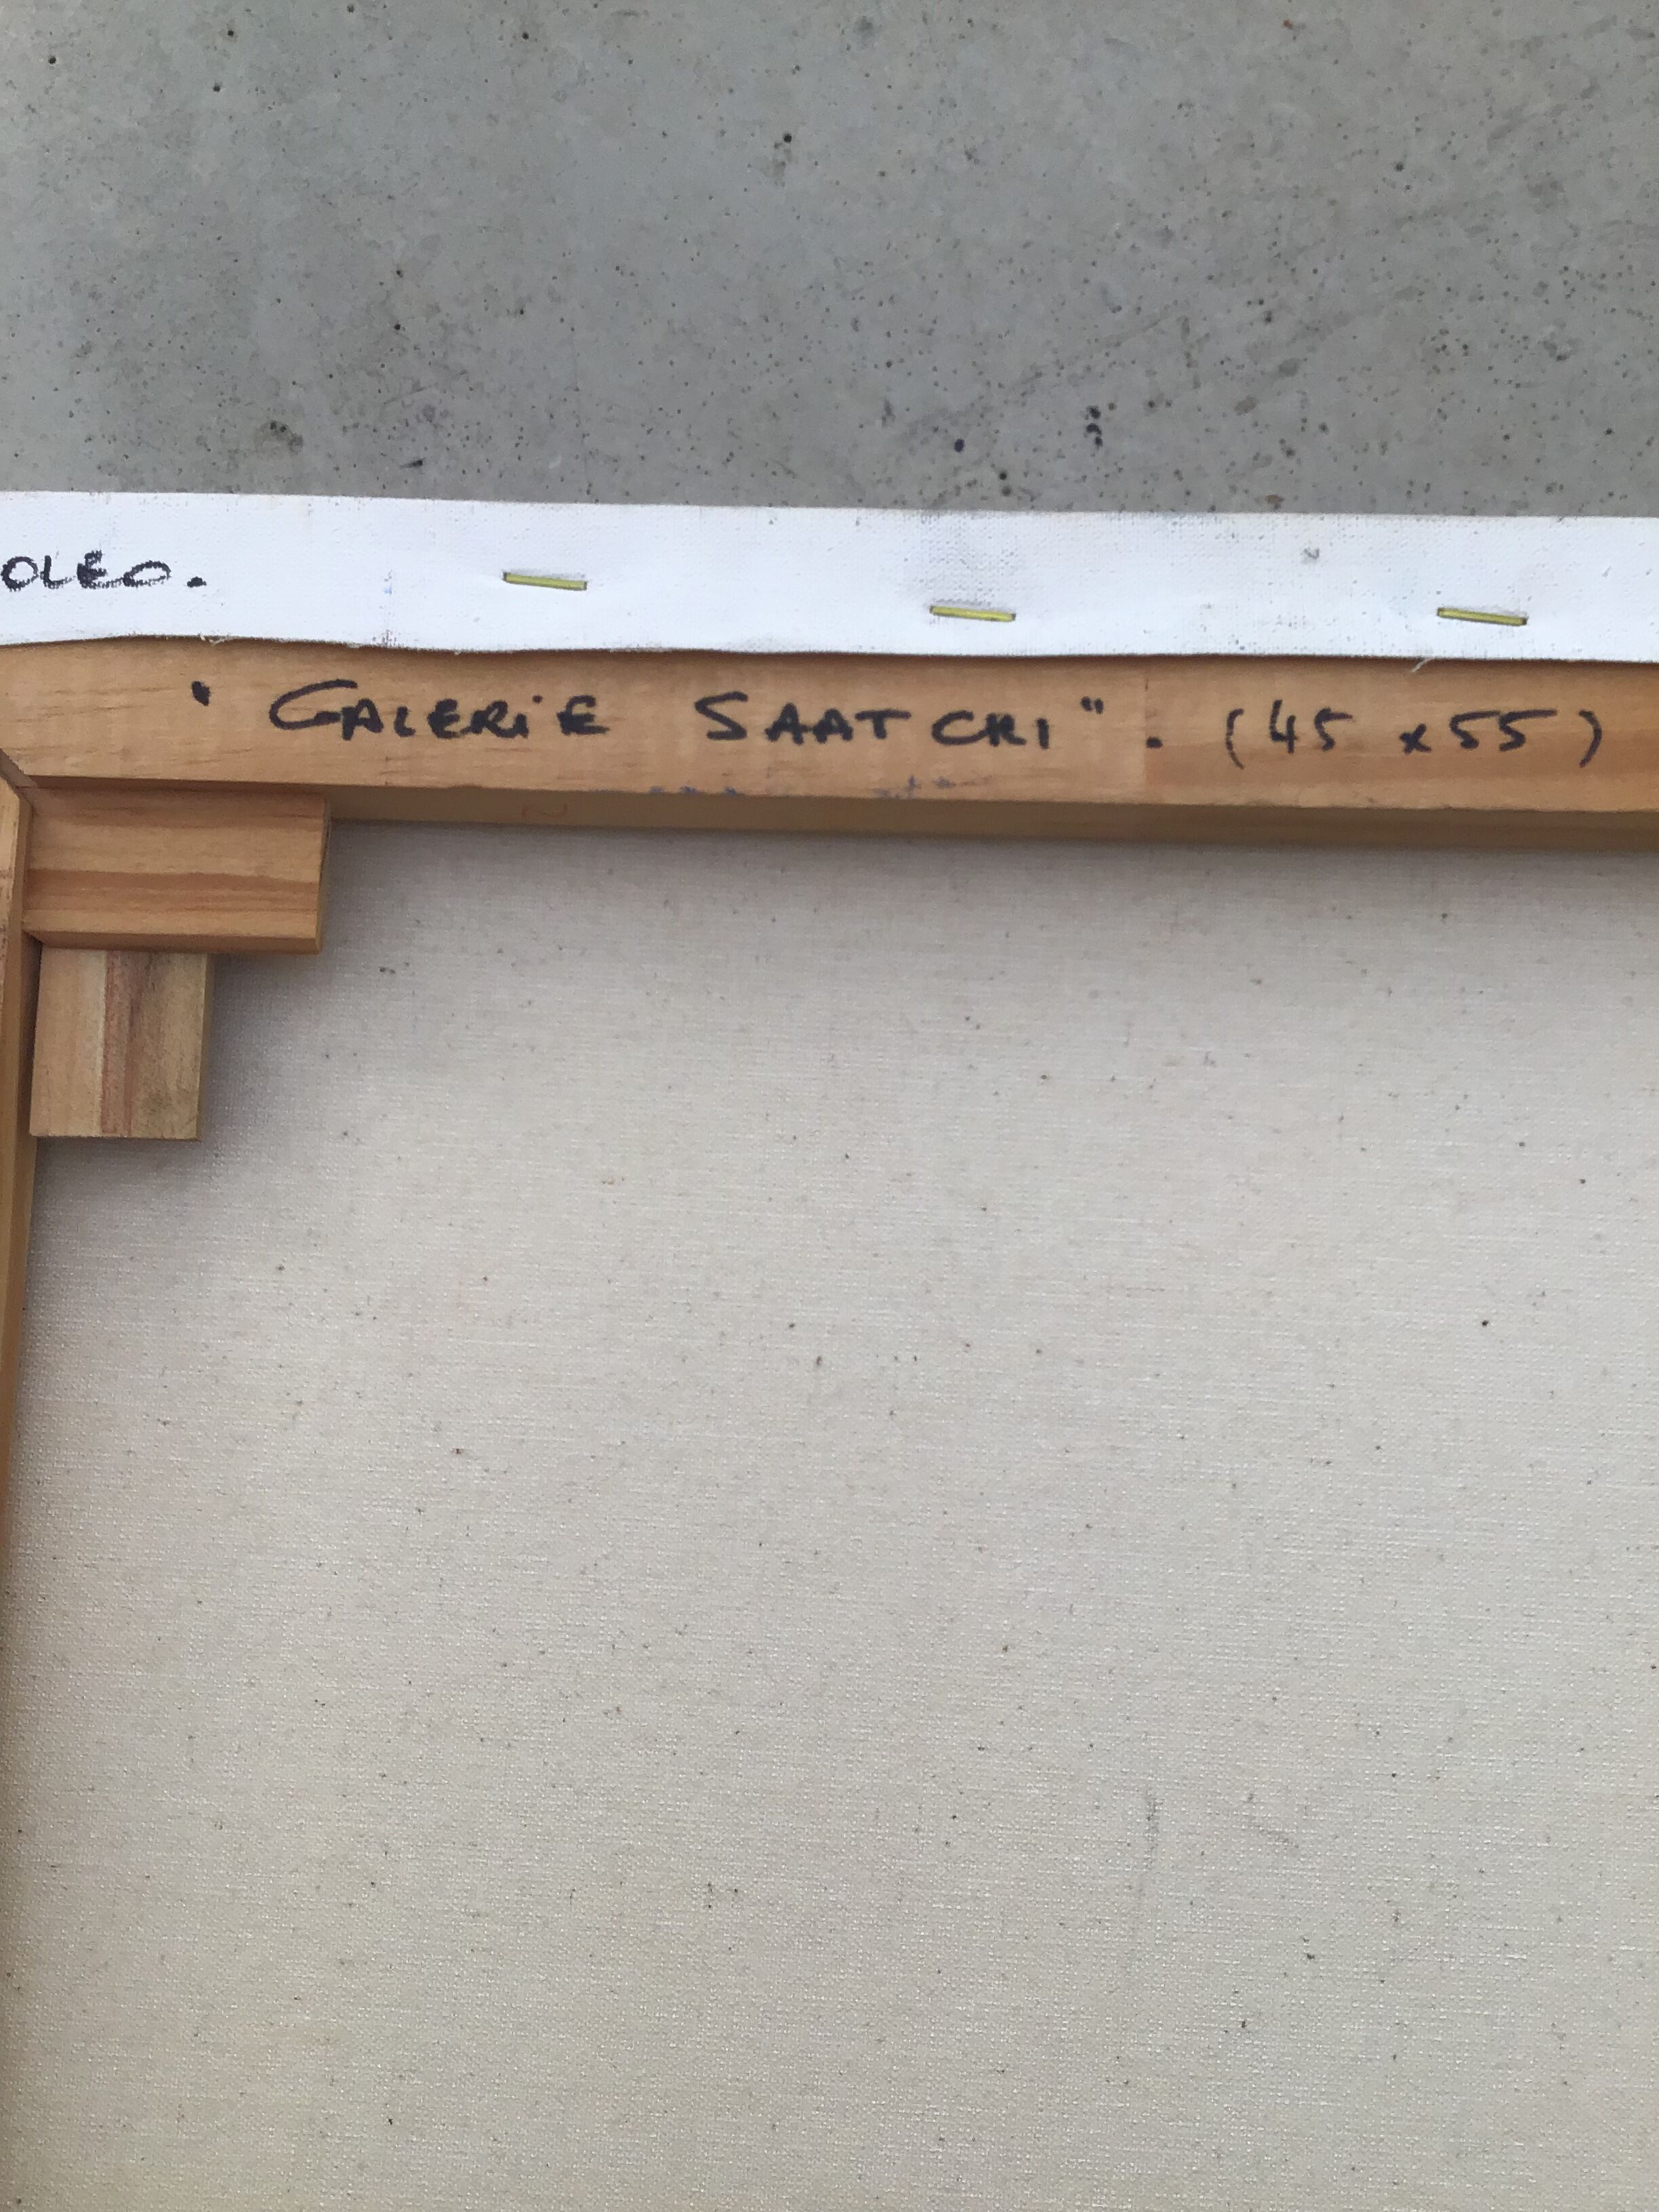 OLEO.
"GALERIE SAATCHI". (45 x 55)